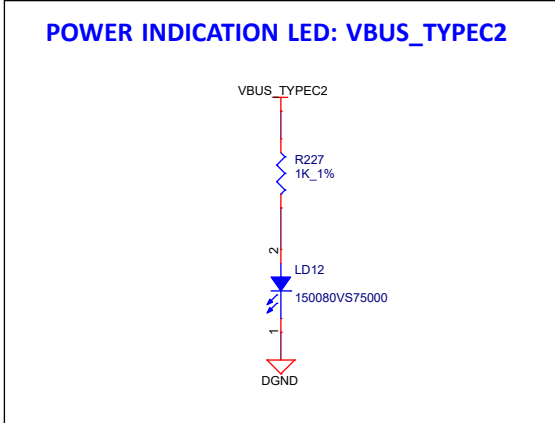 POWER INDICATION LED: VBUS_TYPEC2
VBUS_TYPEC2
R227
1K_1%
2
LD12
150080VS75000
1
DGND